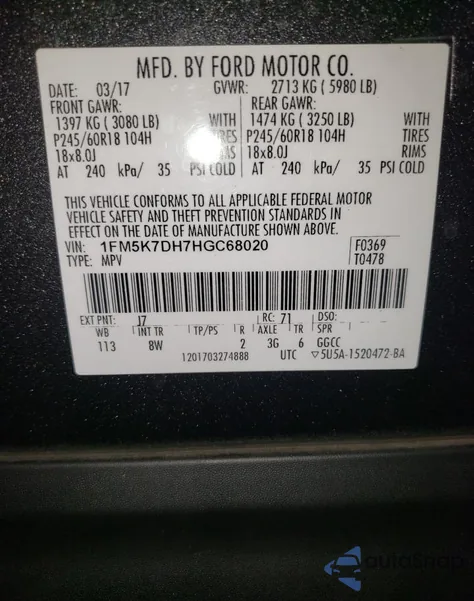 MFD. BY FORD MOTOR CO.
DATE: 03/17 GVWR: 2713 KG (5980 LB)
FRONT GAWR: REAR GAWR:
1397 KG (3080 LB) WITH 1474 KG (3250 LB) WITH
P245/60R18 104H TIRES P245/60R18 104H TIRES
18x8.0J RIMS 18x8.0J RIMS
AT 240 kPa/ 35 PSI COLD AT 240 kPa/ 35 PSI COLD
THIS VEHICLE CONFORMS TO ALL APPLICABLE FEDERAL MOTOR
VEHICLE SAFETY AND THEFT PREVENTION STANDARDS IN
EFFECT ON THE DATE OF MANUFACTURE SHOWN ABOVE.
VIN: 1FM5K7DH7HGC68020 F0369
TYPE: MPV T0478
EXT PNT: J7 RC: 71 DSO:
WB INT TR TP/PS R AXLE TR SPR
113 8W 2 3G 6 GGCC
1201703274888 UTC ▽5U5A-1520472-BA
autoSnap